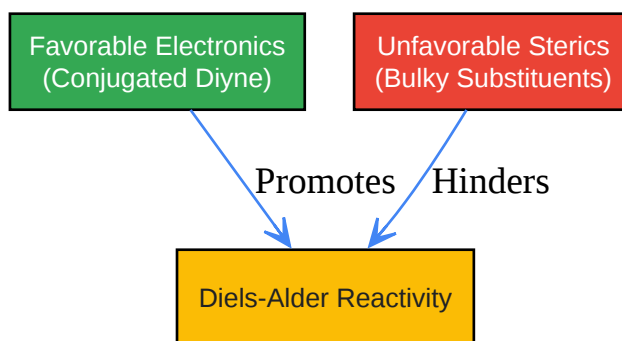 Favorable Electronics
(Conjugated Diyne)
Unfavorable Sterics
(Bulky Substituents)
Promotes
Hinders
Diels-Alder Reactivity